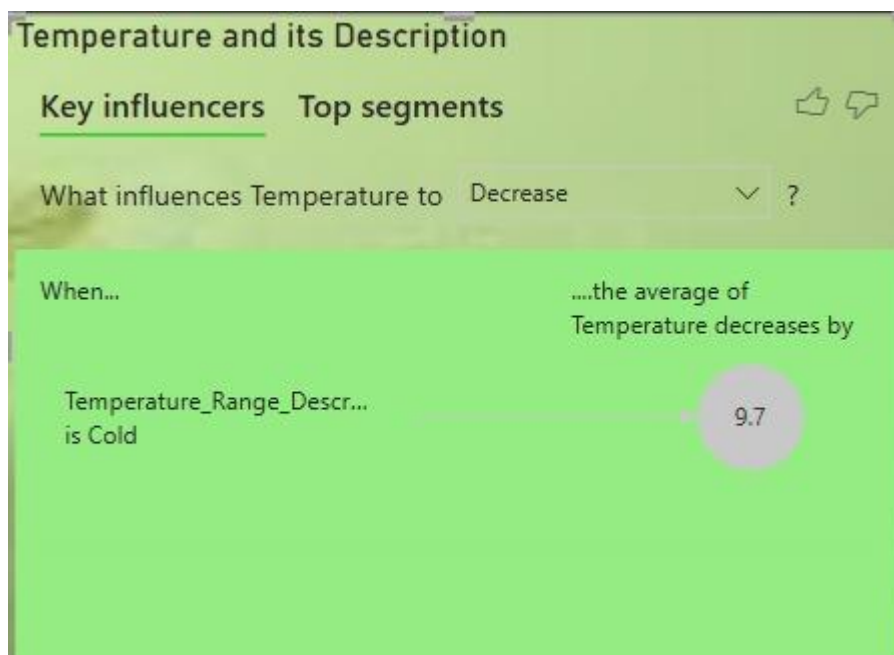 Temperature and its Description
Key influencers Top segments
What influences Temperature to Decrease ?
When...
....the average of
Temperature decreases by
Temperature_Range_Descr...
is Cold
9.7